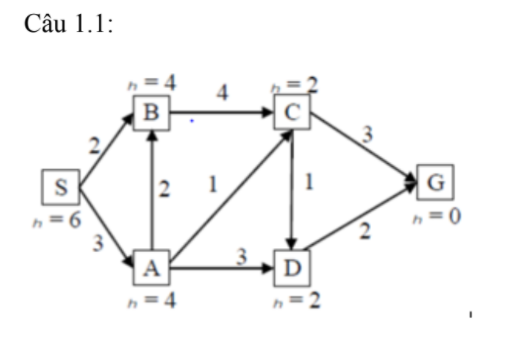 Câu 1.1:
h = 4
h = 2
B
4
C
2
3
S
2
1
1
G
h = 6
h = 0
3
3
2
A
D
h = 4
h = 2